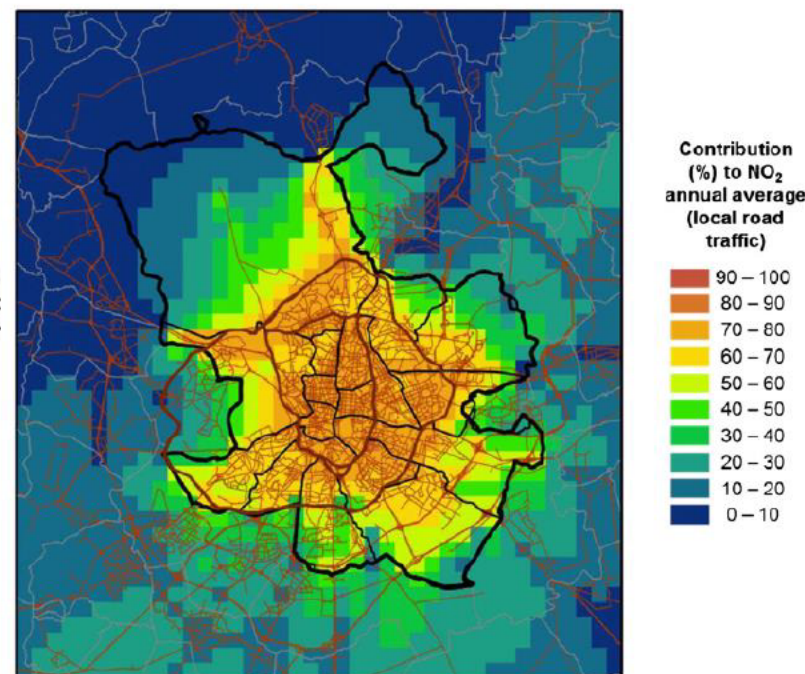 Contribution
(%) to NO₂
annual average
(local road
traffic)
90 – 100
80 – 90
70 – 80
60 – 70
50 – 60
40 – 50
30 – 40
20 – 30
10 – 20
0 – 10